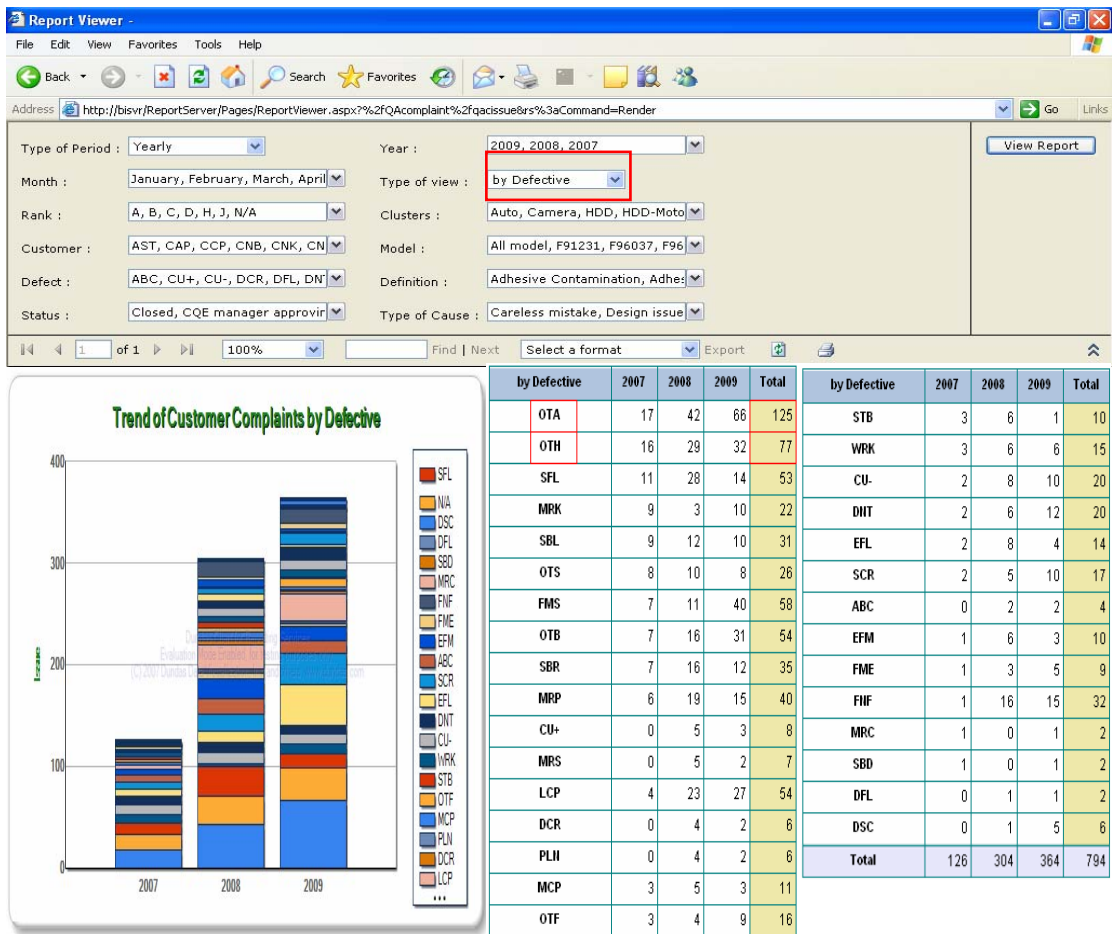 Report Viewer -
File Edit View Favorites Tools Help
Back Search Favorites
Address http://bisvr/ReportServer/Pages/ReportViewer.aspx?%2fQAcomplaint%2fqacissue&rs%3aCommand=Render Go Links
Type of Period : Yearly Year : 2009, 2008, 2007 View Report
Month : January, February, March, April Type of view : by Defective
Rank : A, B, C, D, H, J, N/A Clusters : Auto, Camera, HDD, HDD-Moto
Customer : AST, CAP, CCP, CNB, CNK, CN Model : All model, F91231, F96037, F96
Defect : ABC, CU+, CU-, DCR, DFL, DN Definition : Adhesive Contamination, Adhe
Status : Closed, CQE manager approvir Type of Cause : Careless mistake, Design issue
1 of 1 100% Find | Next Select a format Export
Trend of Customer Complaints by Defective
400
300
200
100
0
Issue
2007 2008 2009
SFL
N/A
DSC
DFL
SBD
MRC
FNF
FME
EFM
ABC
SCR
EFL
DNT
CU-
WRK
STB
OTF
MCP
PLN
DCR
LCP
...
by Defective 2007 2008 2009 Total
OTA 17 42 66 125
OTH 16 29 32 77
SFL 11 28 14 53
MRK 9 3 10 22
SBL 9 12 10 31
OTS 8 10 8 26
FMS 7 11 40 58
OTB 7 16 31 54
SBR 7 16 12 35
MRP 6 19 15 40
CU+ 0 5 3 8
MRS 0 5 2 7
LCP 4 23 27 54
DCR 0 4 2 6
PLN 0 4 2 6
MCP 3 5 3 11
OTF 3 4 9 16
by Defective 2007 2008 2009 Total
STB 3 6 1 10
WRK 3 6 6 15
CU- 2 8 10 20
DNT 2 6 12 20
EFL 2 8 4 14
SCR 2 5 10 17
ABC 0 2 2 4
EFM 1 6 3 10
FME 1 3 5 9
FNF 1 16 15 32
MRC 1 0 1 2
SBD 1 0 1 2
DFL 0 1 1 2
DSC 0 1 5 6
Total 126 304 364 794